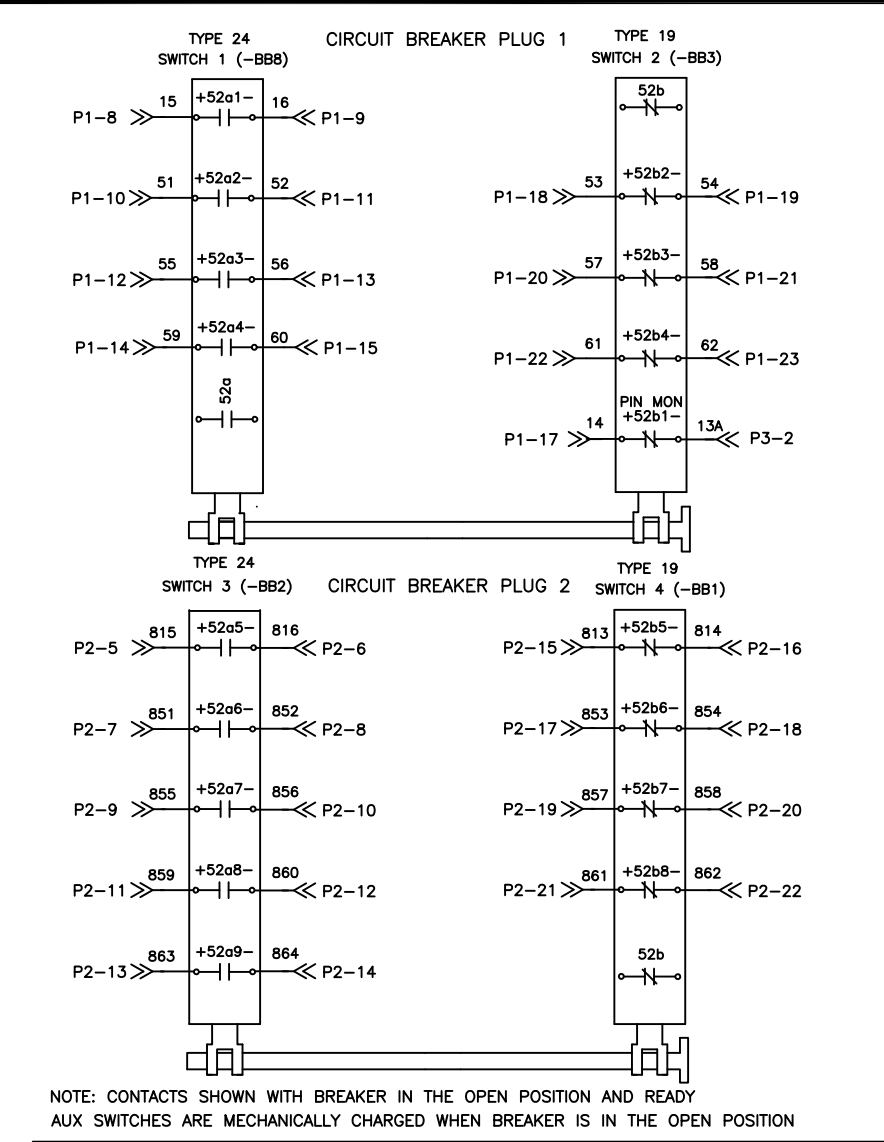 TYPE 24
SWITCH 1 (-BB8)
CIRCUIT BREAKER PLUG 1
TYPE 19
SWITCH 2 (-BB3)
P1-8 15 +52a1- 16 P1-9
52b
P1-10 51 +52a2- 52 P1-11
P1-18 53 +52b2- 54 P1-19
P1-12 55 +52a3- 56 P1-13
P1-20 57 +52b3- 58 P1-21
P1-14 59 +52a4- 60 P1-15
P1-22 61 +52b4- 62 P1-23
52a
PIN MON
P1-17 14 +52b1- 13A P3-2
TYPE 24
SWITCH 3 (-BB2)
CIRCUIT BREAKER PLUG 2
TYPE 19
SWITCH 4 (-BB1)
P2-5 815 +52a5- 816 P2-6
P2-15 813 +52b5- 814 P2-16
P2-7 851 +52a6- 852 P2-8
P2-17 853 +52b6- 854 P2-18
P2-9 855 +52a7- 856 P2-10
P2-19 857 +52b7- 858 P2-20
P2-11 859 +52a8- 860 P2-12
P2-21 861 +52b8- 862 P2-22
P2-13 863 +52a9- 864 P2-14
52b
NOTE: CONTACTS SHOWN WITH BREAKER IN THE OPEN POSITION AND READY
AUX SWITCHES ARE MECHANICALLY CHARGED WHEN BREAKER IS IN THE OPEN POSITION